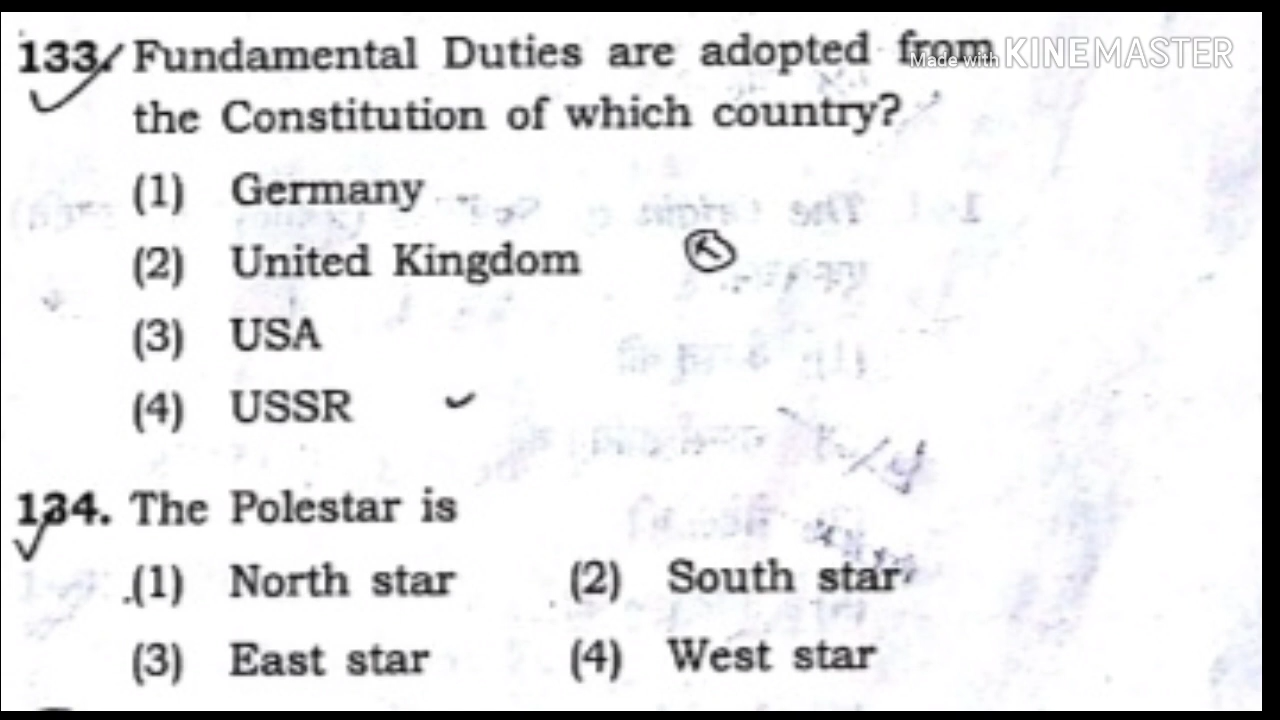 133. Fundamental Duties are adopted from
Made with KINEMASTER
the Constitution of which country?
(1) Germany
(2) United Kingdom
(3) USA
(4) USSR
134. The Polestar is
(1) North star (2) South star
(3) East star (4) West star